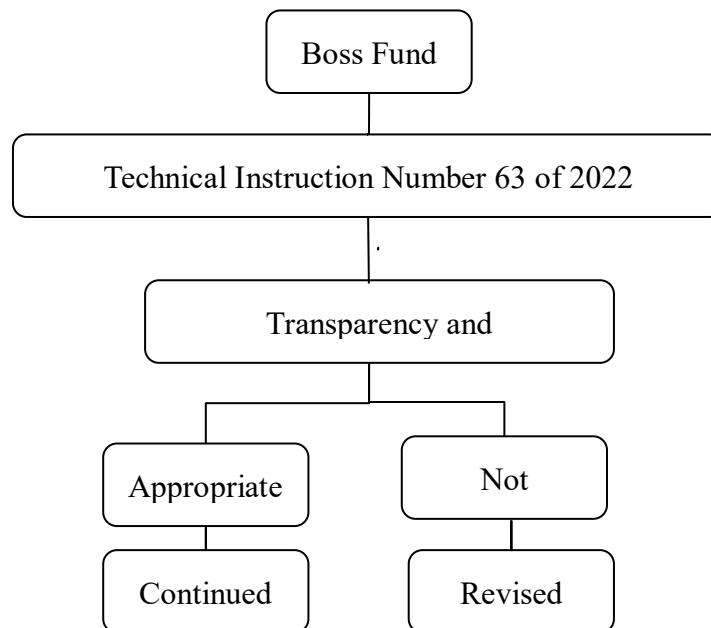 Boss Fund
Technical Instruction Number 63 of 2022
Transparency and
Appropriate
Not
Continued
Revised